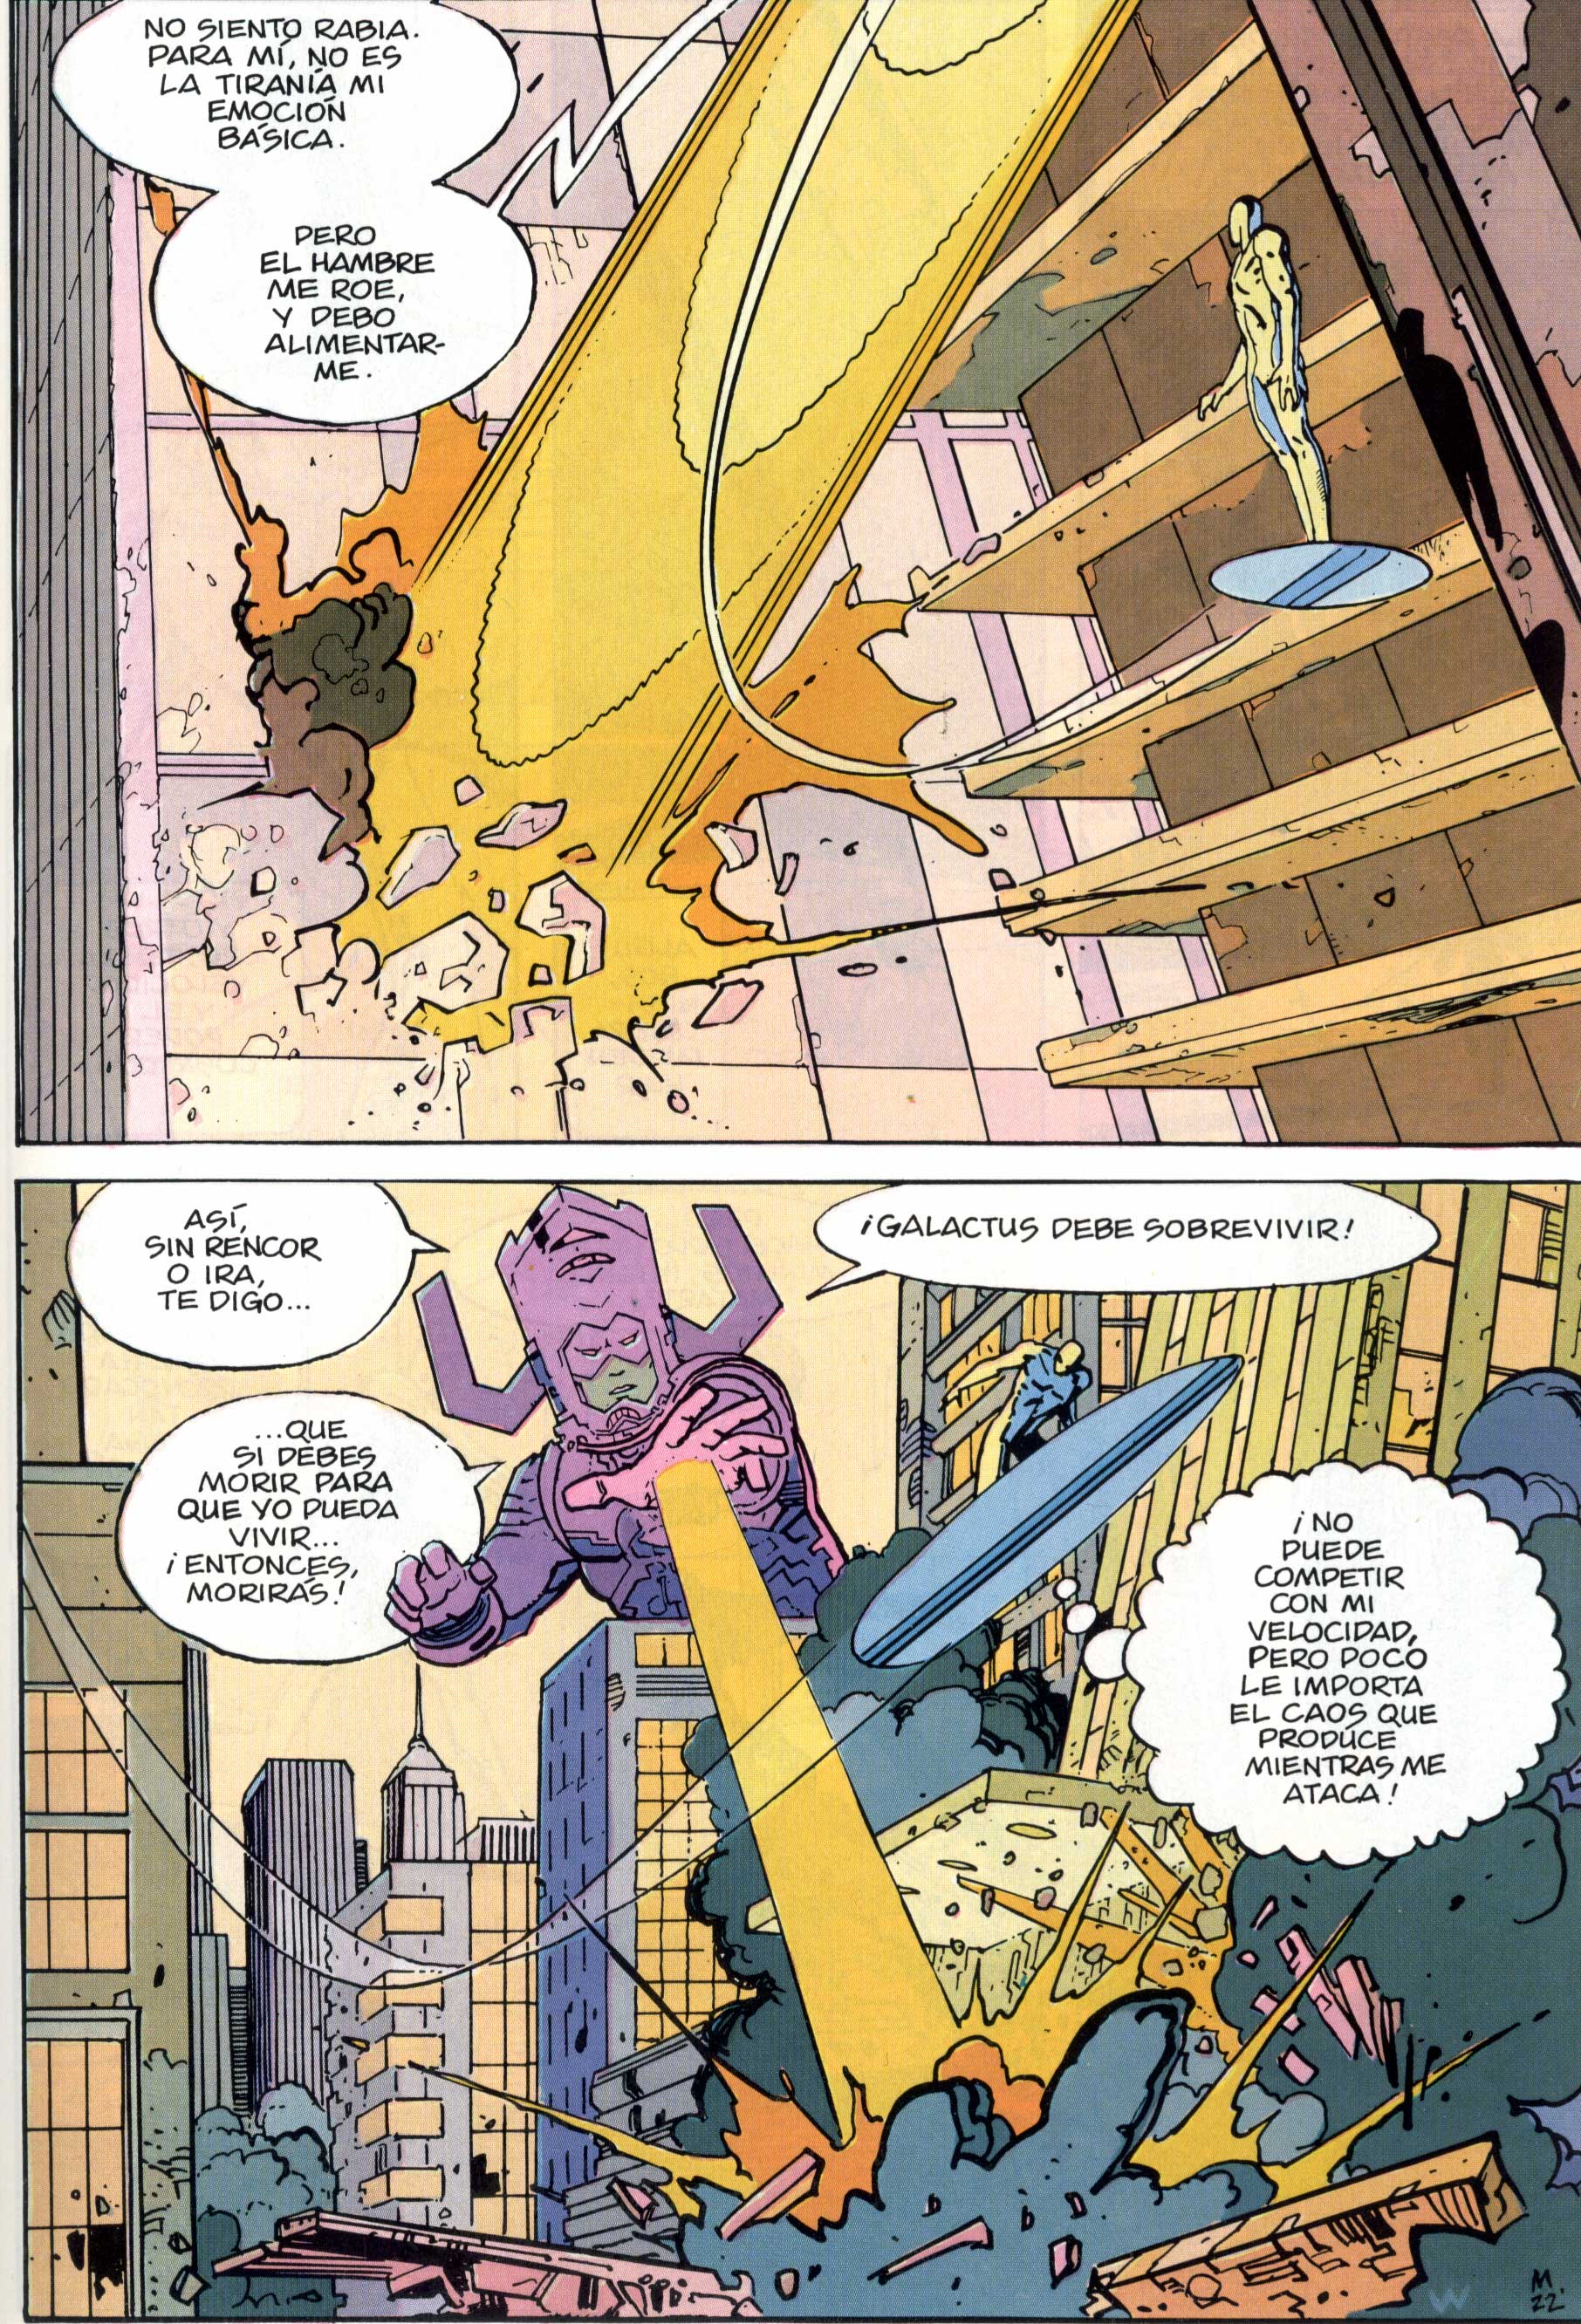 NO SIENTO RABIA.
PARA MÍ, NO ES
LA TIRANÍA MI
EMOCIÓN
BÁSICA.
PERO
EL HAMBRE
ME ROE,
Y DEBO
ALIMENTAR-
ME.
ASÍ,
SIN RENCOR
O IRA,
TE DIGO...
...QUE
SI DEBES
MORIR PARA
QUE YO PUEDA
VIVIR...
¡ENTONCES,
MORIRÁS!
¡GALACTUS DEBE SOBREVIVIR!
¡NO
PUEDE
COMPETIR
CON MI
VELOCIDAD,
PERO POCO
LE IMPORTA
EL CAOS QUE
PRODUCE
MIENTRAS ME
ATACA!
W
M.
22